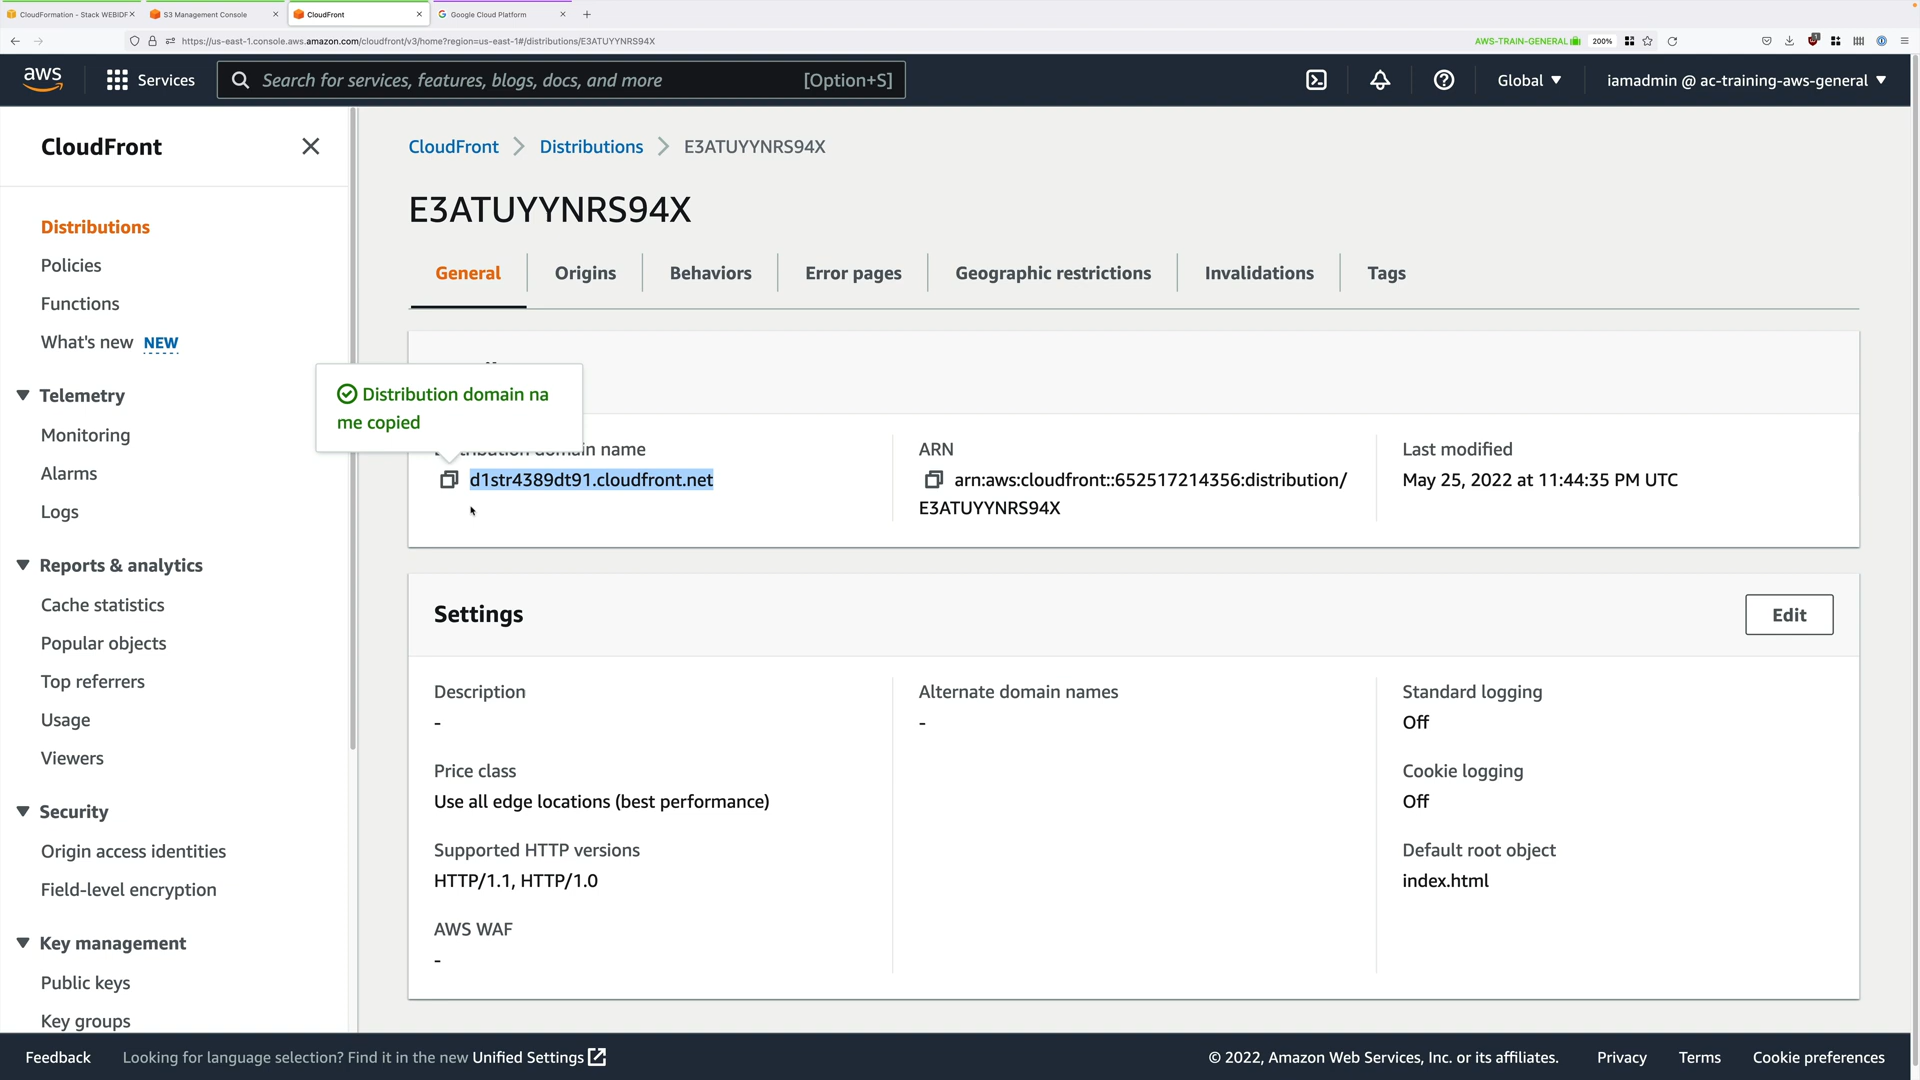 CloudFormation - Stack WEBIDF
S3 Management Console
CloudFront
Google Cloud Platform
https://us-east-1.console.aws.amazon.com/cloudfront/v3/home?region=us-east-1#/distributions/E3ATUYYNRS94X
AWS-TRAIN-GENERAL
200%
aws
Services
Search for services, features, blogs, docs, and more
[Option+S]
Global
iamadmin @ ac-training-aws-general
CloudFront
Distributions
Policies
Functions
What's new NEW
Telemetry
Monitoring
Alarms
Logs
Reports & analytics
Cache statistics
Popular objects
Top referrers
Usage
Viewers
Security
Origin access identities
Field-level encryption
Key management
Public keys
Key groups
CloudFront
Distributions
E3ATUYYNRS94X
E3ATUYYNRS94X
General
Origins
Behaviors
Error pages
Geographic restrictions
Invalidations
Tags
Distribution domain na
me copied
domain name
d1str4389dt91.cloudfront.net
ARN
arn:aws:cloudfront::652517214356:distribution/
E3ATUYYNRS94X
Last modified
May 25, 2022 at 11:44:35 PM UTC
Settings
Edit
Description
-
Price class
Use all edge locations (best performance)
Supported HTTP versions
HTTP/1.1, HTTP/1.0
AWS WAF
-
Alternate domain names
-
Standard logging
Off
Cookie logging
Off
Default root object
index.html
Feedback
Looking for language selection? Find it in the new Unified Settings
© 2022, Amazon Web Services, Inc. or its affiliates.
Privacy
Terms
Cookie preferences